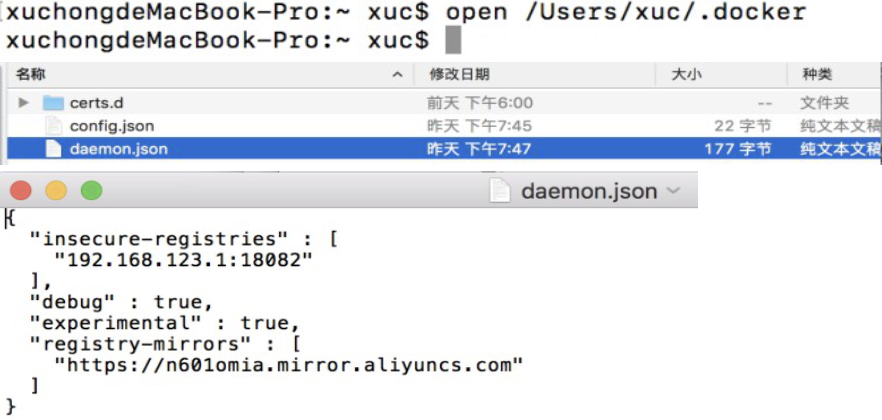 xuchongdeMacBook-Pro:~ xuc$ open /Users/xuc/.docker
xuchongdeMacBook-Pro:~ xuc$
名称 修改日期 大小 种类
certs.d 前天 下午6:00 -- 文件夹
config.json 昨天 下午7:45 22 字节 纯文本文稿
daemon.json 昨天 下午7:47 177 字节 纯文本文稿
daemon.json
{
"insecure-registries" : [
"192.168.123.1:18082"
],
"debug" : true,
"experimental" : true,
"registry-mirrors" : [
"https://n601omia.mirror.aliyuncs.com"
]
}